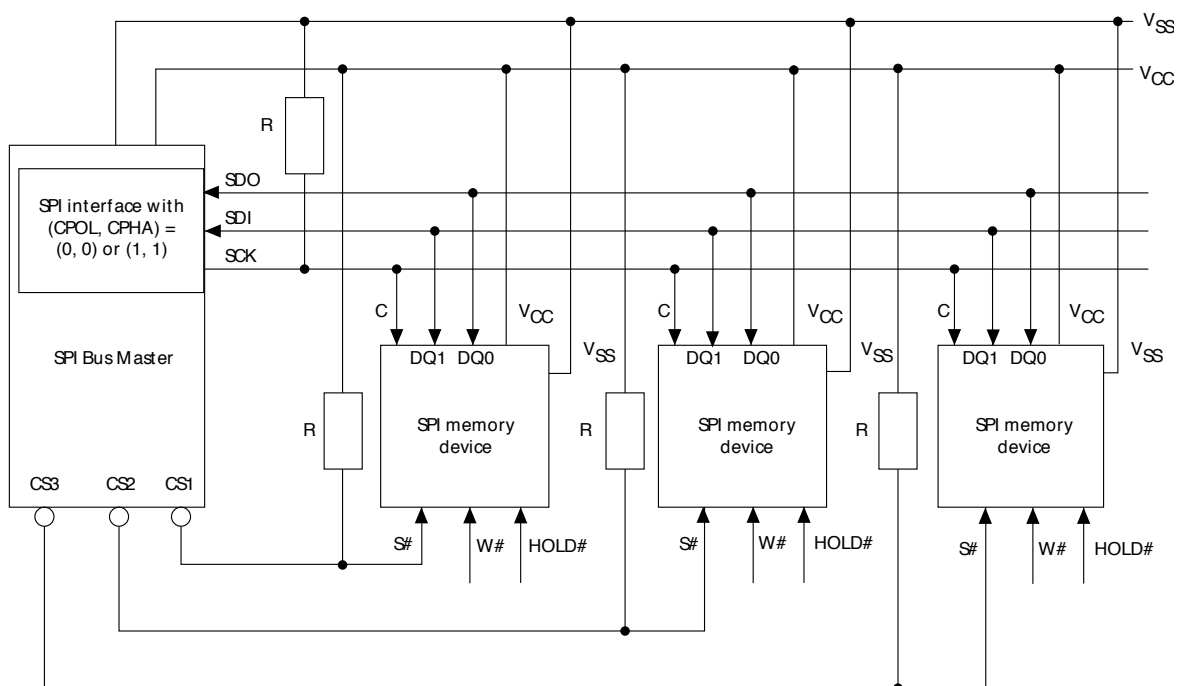 VSS
VCC
R
SDO
SPI interface with
(CPOL, CPHA) =
(0, 0) or (1, 1)
SDI
SCK
SPI Bus Master
C
VCC
C
VCC
C
VCC
DQ1 DQ0
VSS
DQ1 DQ0
VSS
DQ1 DQ0
VSS
R
SPI memory
device
R
SPI memory
device
R
SPI memory
device
CS3 CS2 CS1
S#
W#
HOLD#
S#
W#
HOLD#
S#
W#
HOLD#